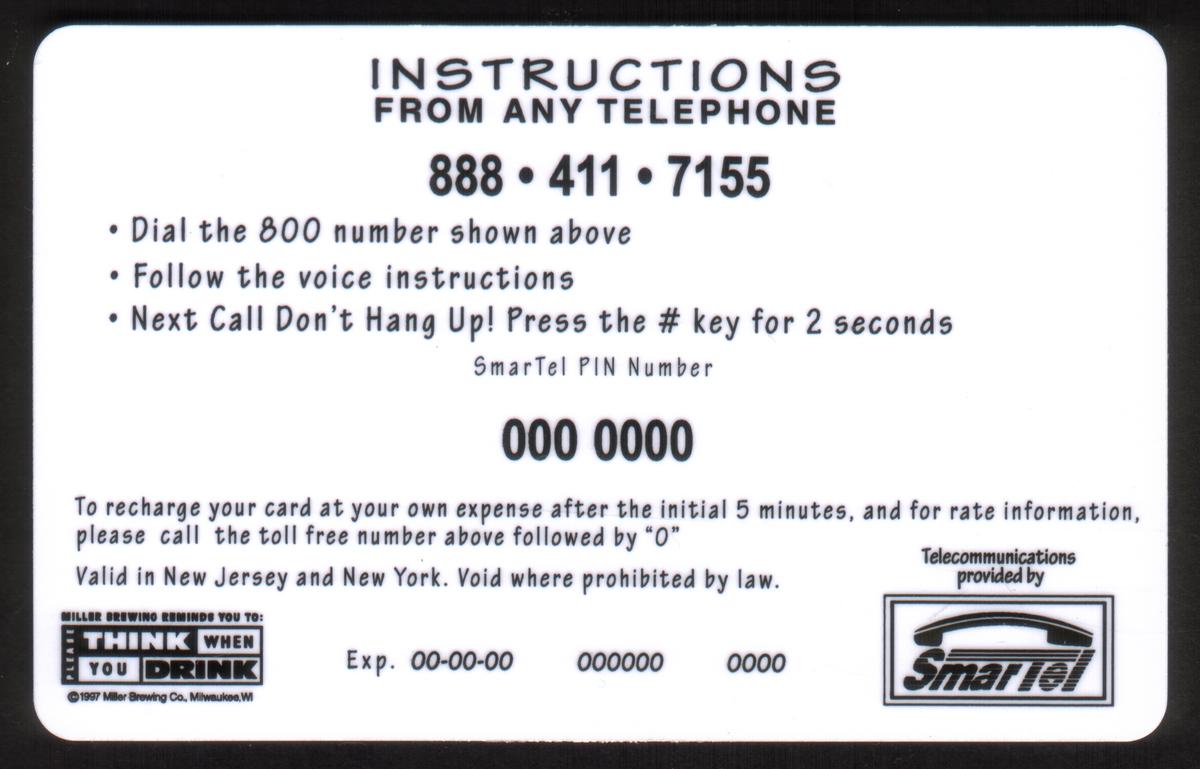 INSTRUCTIONS
FROM ANY TELEPHONE
888 • 411 • 7155
• Dial the 800 number shown above
• Follow the voice instructions
• Next Call Don't Hang Up! Press the # key for 2 seconds
SmarTel PIN Number
000 0000
To recharge your card at your own expense after the initial 5 minutes, and for rate information,
please call the toll free number above followed by "0"
Valid in New Jersey and New York. Void where prohibited by law.
Telecommunications
provided by
SmarTel
MILLER BREWING REMINDS YOU TO:
PLEASE
THINK WHEN
YOU DRINK
©1997 Miller Brewing Co., Milwaukee, WI
Exp. 00-00-00 000000 0000